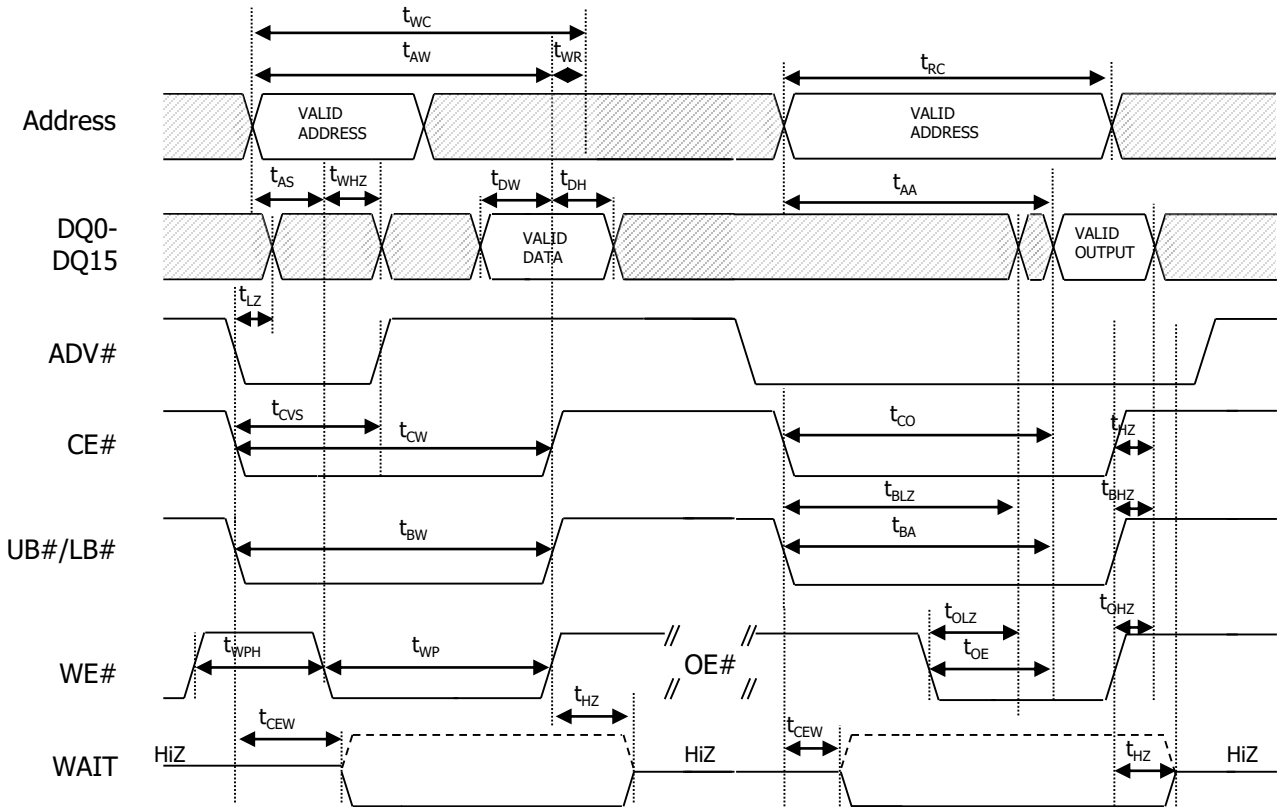 tWC
tAW
tWR
tRC
Address
VALID
ADDRESS
VALID
ADDRESS
tAS
tWHZ
tDW
tDH
tAA
DQ0-
DQ15
VALID
DATA
VALID
OUTPUT
tLZ
ADV#
tCVS
tCW
tCO
tHZ
CE#
tBLZ
tBHZ
UB#/LB#
tBW
tBA
tOLZ
tOHZ
WE#
tWPH
tWP
//
//
OE#
tOE
//
//
tCEW
tHZ
tCEW
WAIT
HiZ
HiZ
tHZ
HiZ